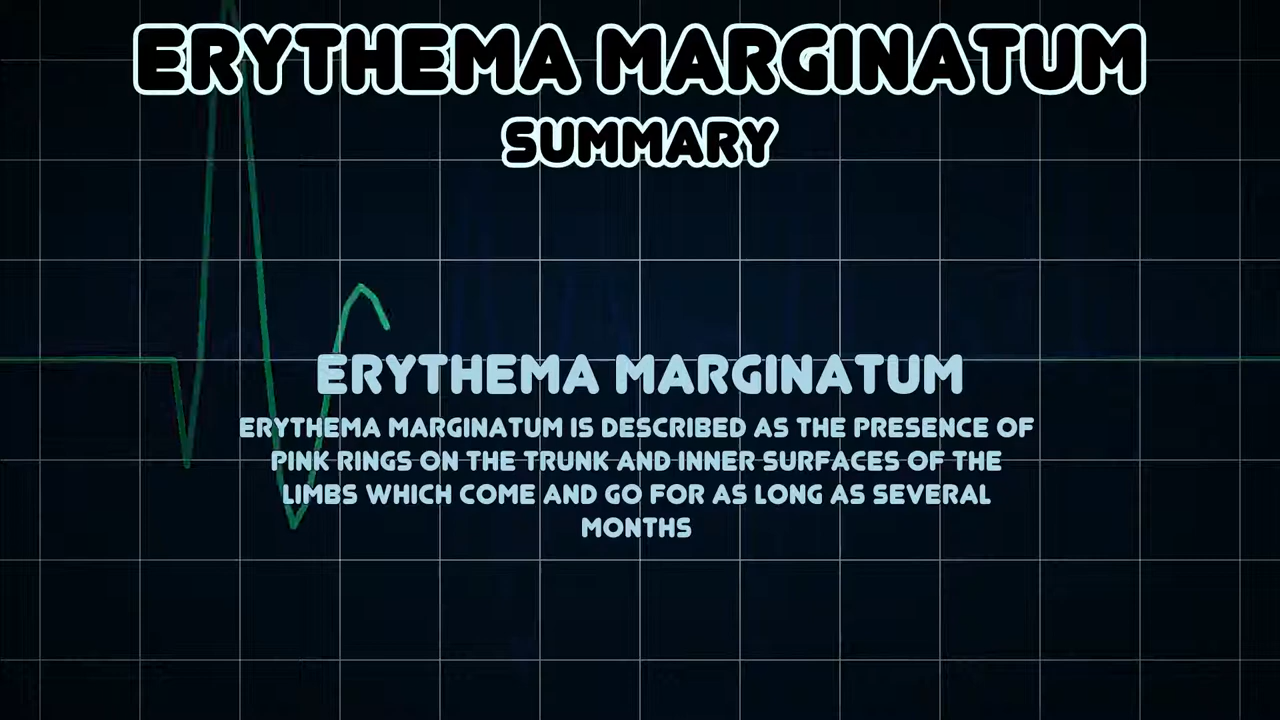 ERYTHEMA MARGINATUM
SUMMARY
ERYTHEMA MARGINATUM
ERYTHEMA MARGINATUM IS DESCRIBED AS THE PRESENCE OF
PINK RINGS ON THE TRUNK AND INNER SURFACES OF THE
LIMBS WHICH COME AND GO FOR AS LONG AS SEVERAL
MONTHS